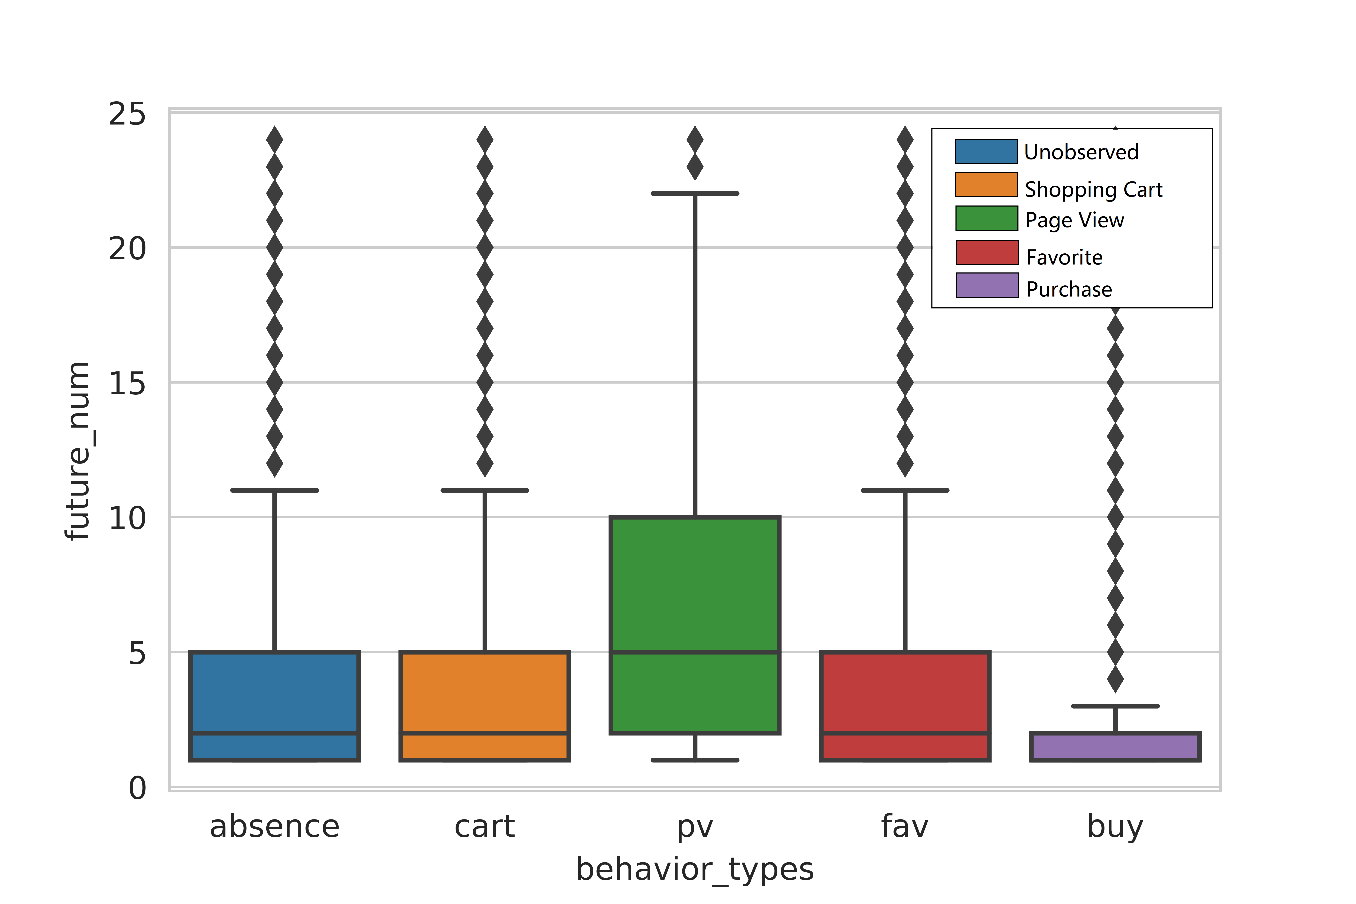 25
20
15
10
5
0
future_num
Unobserved
Shopping Cart
Page View
Favorite
Purchase
absence cart pv fav buy
behavior_types